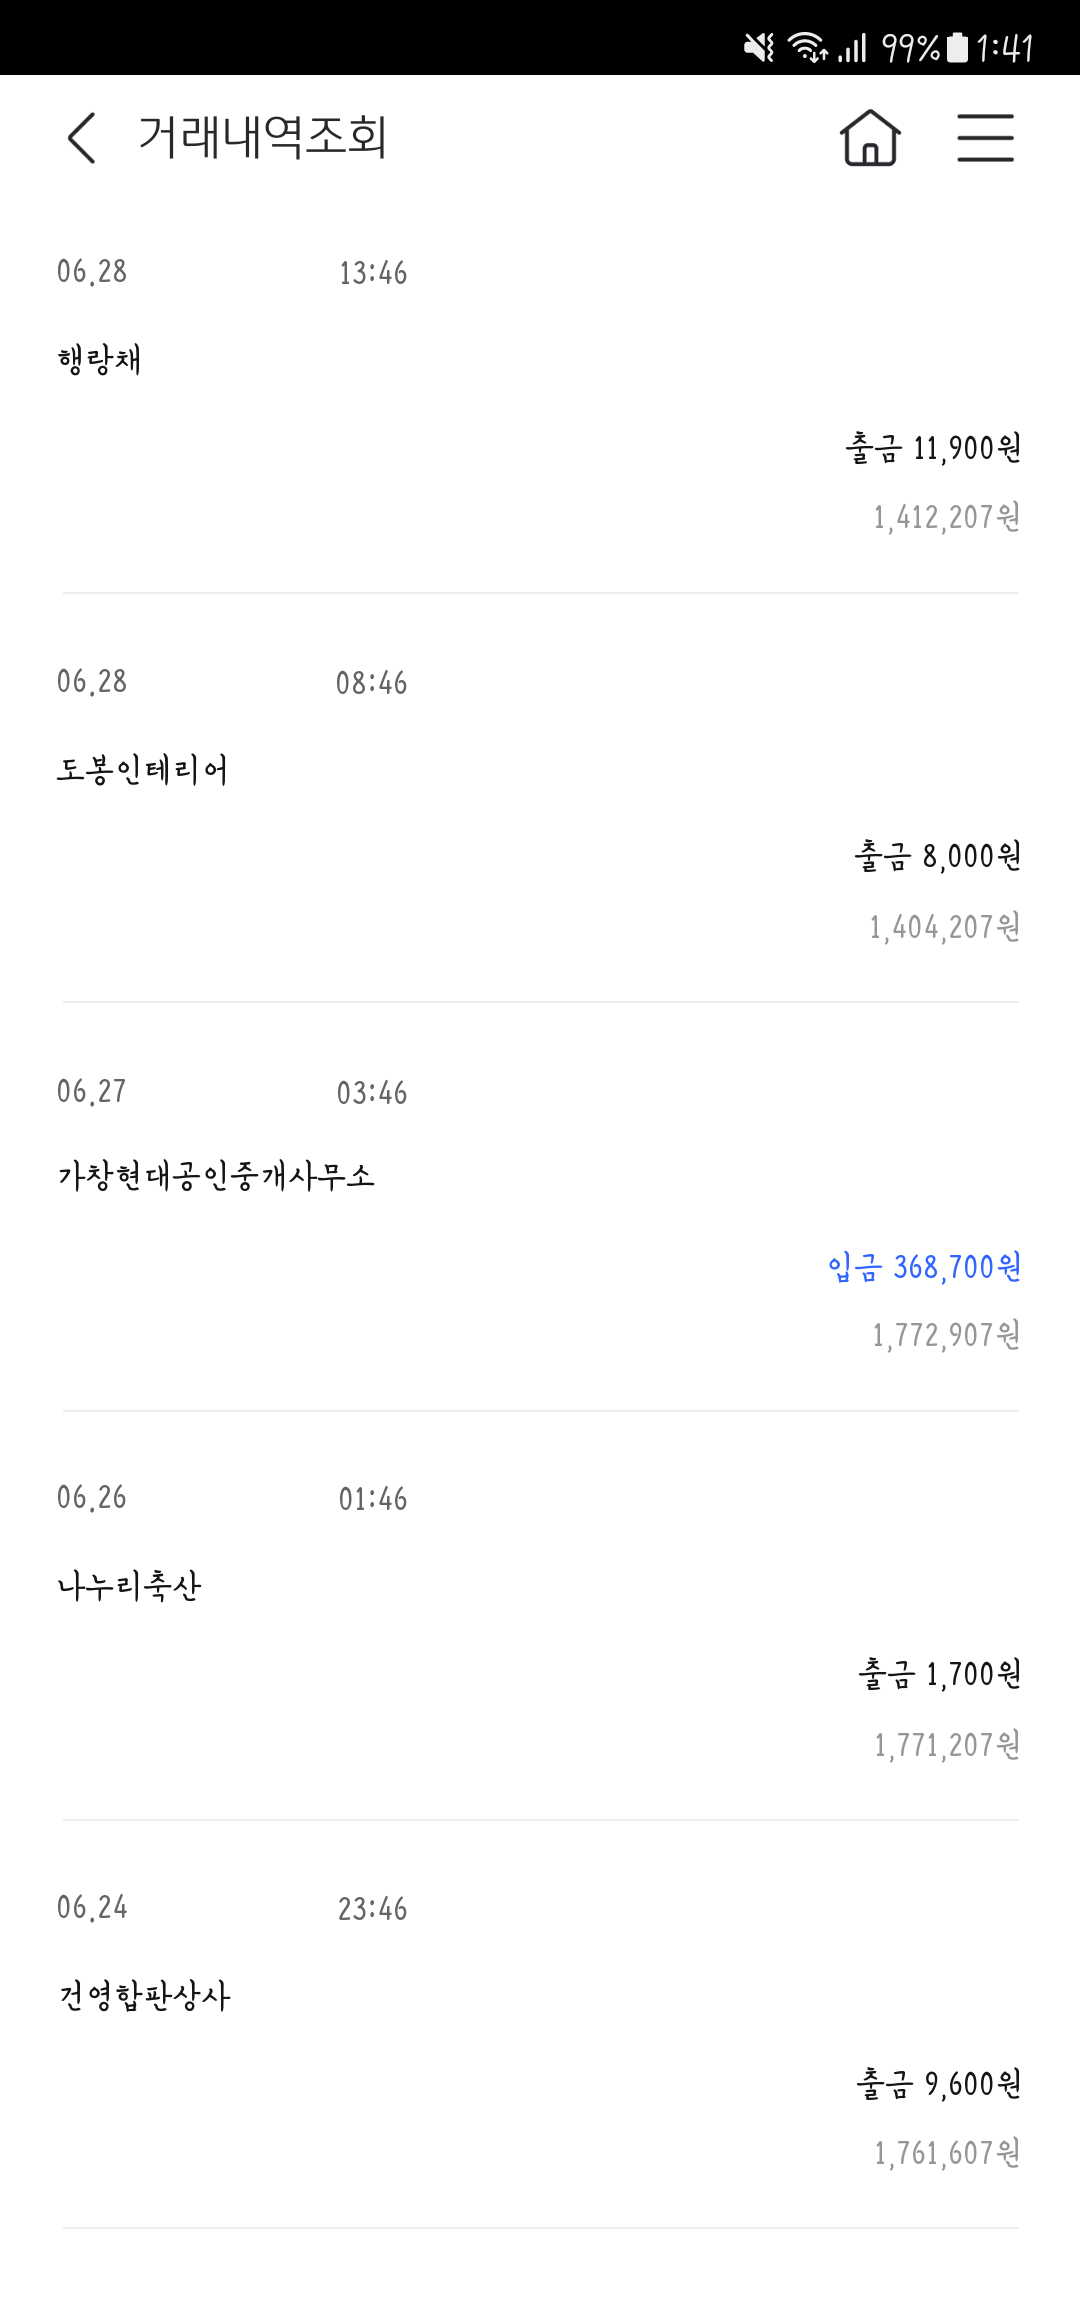 99% 1:41
거래내역조회
06.28 13:46
행랑채
출금 11,900원
1,412,207원
06.28 08:46
도봉인테리어
출금 8,000원
1,404,207원
06.27 03:46
가창현대공인중개사무소
입금 368,700원
1,772,907원
06.26 01:46
나누리축산
출금 1,700원
1,771,207원
06.24 23:46
건영합판상사
출금 9,600원
1,761,607원